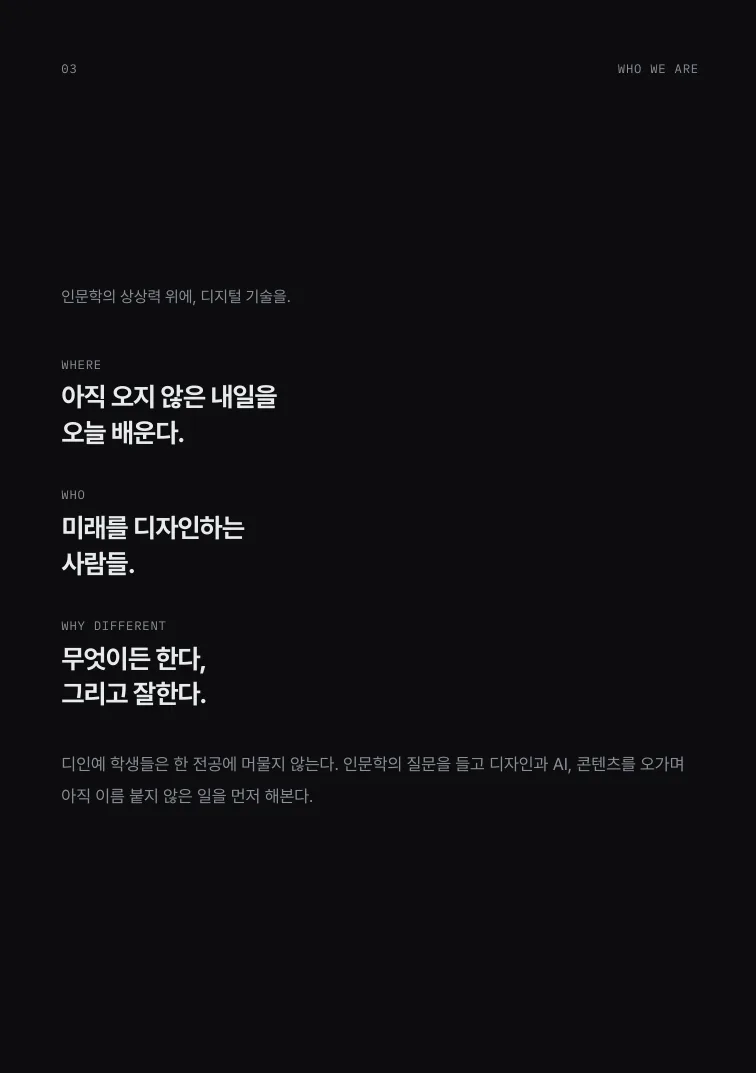 03
WHO WE ARE
인문학의 상상력 위에, 디지털 기술을.
WHERE
아직 오지 않은 내일을
오늘 배운다.
WHO
미래를 디자인하는
사람들.
WHY DIFFERENT
무엇이든 한다,
그리고 잘한다.
디인예 학생들은 한 전공에 머물지 않는다. 인문학의 질문을 들고 디자인과 AI, 콘텐츠를 오가며
아직 이름 붙지 않은 일을 먼저 해본다.